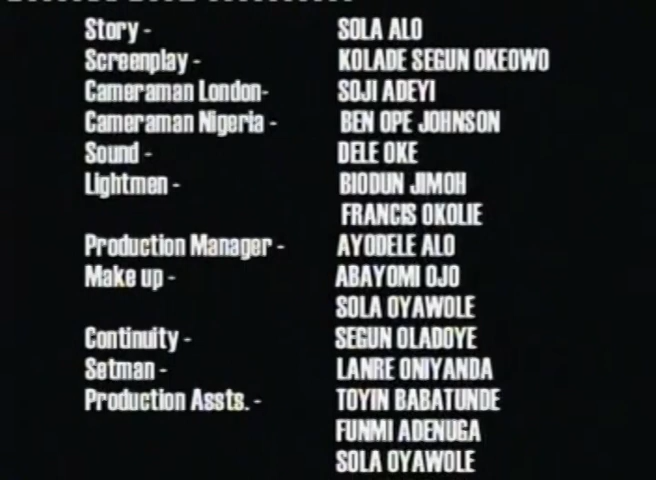 Story - SOLA ALO
Screenplay - KOLADE SEGUN OKEOWO
Cameraman London- SOJI ADEYI
Cameraman Nigeria - BEN OPE JOHNSON
Sound - DELE OKE
Lightmen - BIODUN JIMOH
FRANCIS OKOLIE
Production Manager - AYODELE ALO
Make up - ABAYOMI OJO
SOLA OYAWOLE
Continuity - SEGUN OLADOYE
Setman - LANRE ONIYANDA
Production Assts. - TOYIN BABATUNDE
FUNMI ADENUGA
SOLA OYAWOLE